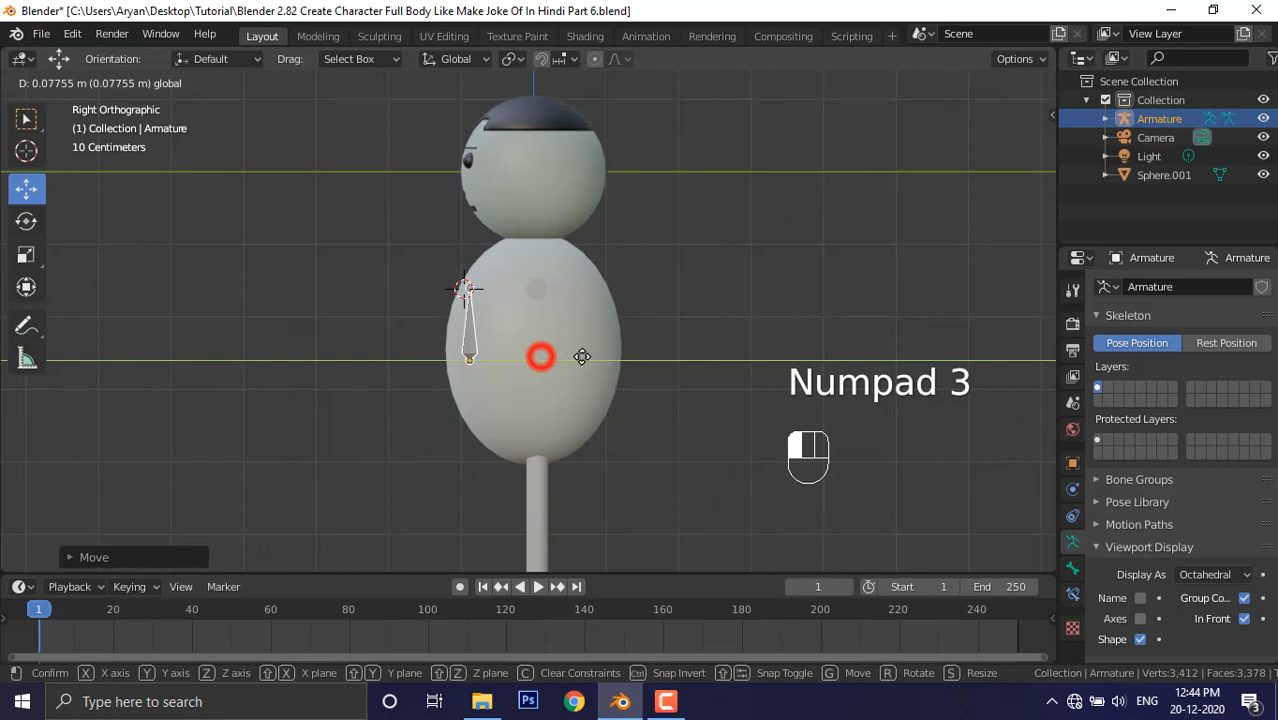 Blender* [C:\Users\Aryan\Desktop\Tutorial\Blender 2.82 Create Character Full Body Like Make Joke Of In Hindi Part 6.blend]
File Edit Render Window Help Layout Modeling Sculpting UV Editing Texture Paint Shading Animation Rendering Compositing Scripting + Scene View Layer
Orientation: Default Drag: Select Box Global Options
D: 0.07755 m (0.07755 m) global
Right Orthographic
(1) Collection | Armature
10 Centimeters
Scene Collection
Collection
Armature
Camera
Light
Sphere.001
Armature Armature
Armature
Skeleton
Pose Position Rest Position
Layers:
Protected Layers:
Bone Groups
Pose Library
Motion Paths
Viewport Display
Display As Octahedral
Name Group Co...
Axes In Front
Shape
Numpad 3
Move
Playback Keying View Marker 1 Start 1 End 250
1 20 40 60 80 100 120 140 160 180 200 220 240
Confirm X X axis Y Y axis Z Z axis X X plane Y Y plane Z Z plane C Clear Constraints Ctrl Snap Invert Snap Toggle G Move R Rotate S Resize Collection | Armature | Verts:3,412 | Faces:3,378 |
Type here to search Ps ENG 12:44 PM
20-12-2020 3